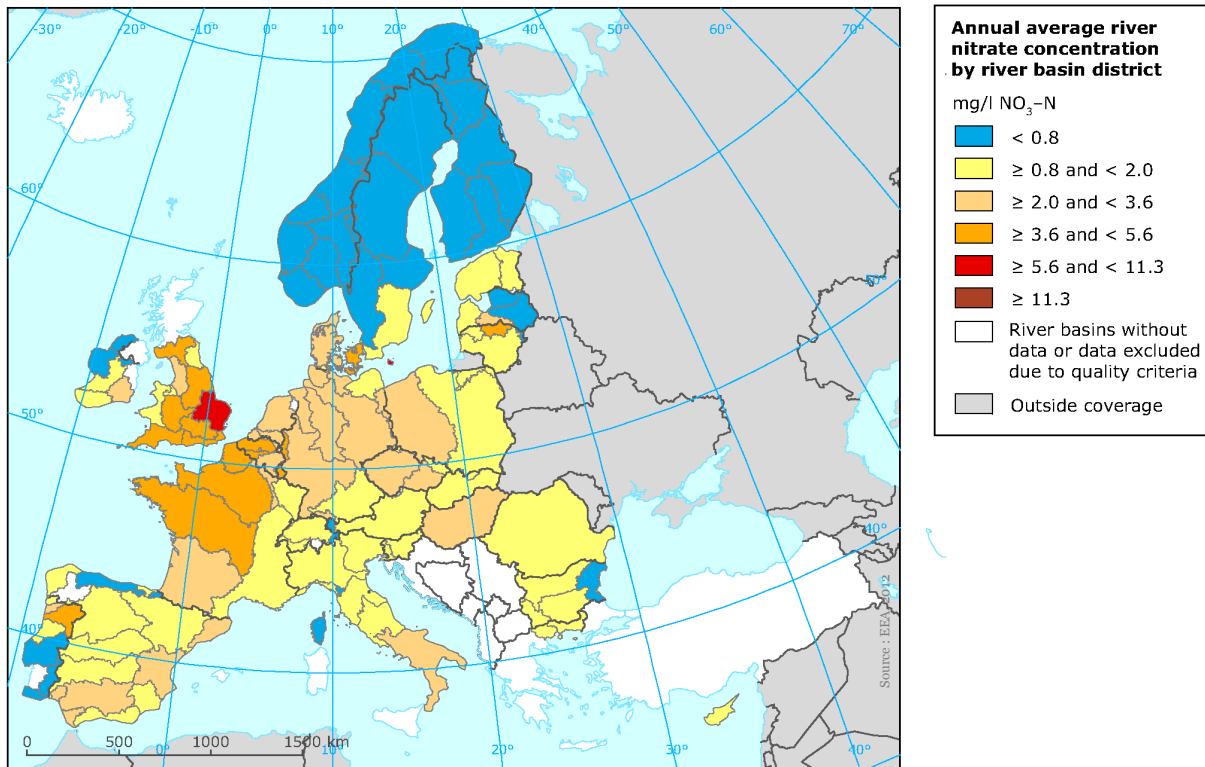 -30°
-20°
-10°
0°
10°
20°
30°
40°
50°
60°
70°
60°
50°
40°
50°
40°
0°
10°
20°
30°
40°
0 500 1000 1500 km
Source : EEA, 2012
Annual average river
nitrate concentration
by river basin district
mg/l NO₃–N
< 0.8
≥ 0.8 and < 2.0
≥ 2.0 and < 3.6
≥ 3.6 and < 5.6
≥ 5.6 and < 11.3
≥ 11.3
River basins without
data or data excluded
due to quality criteria
Outside coverage